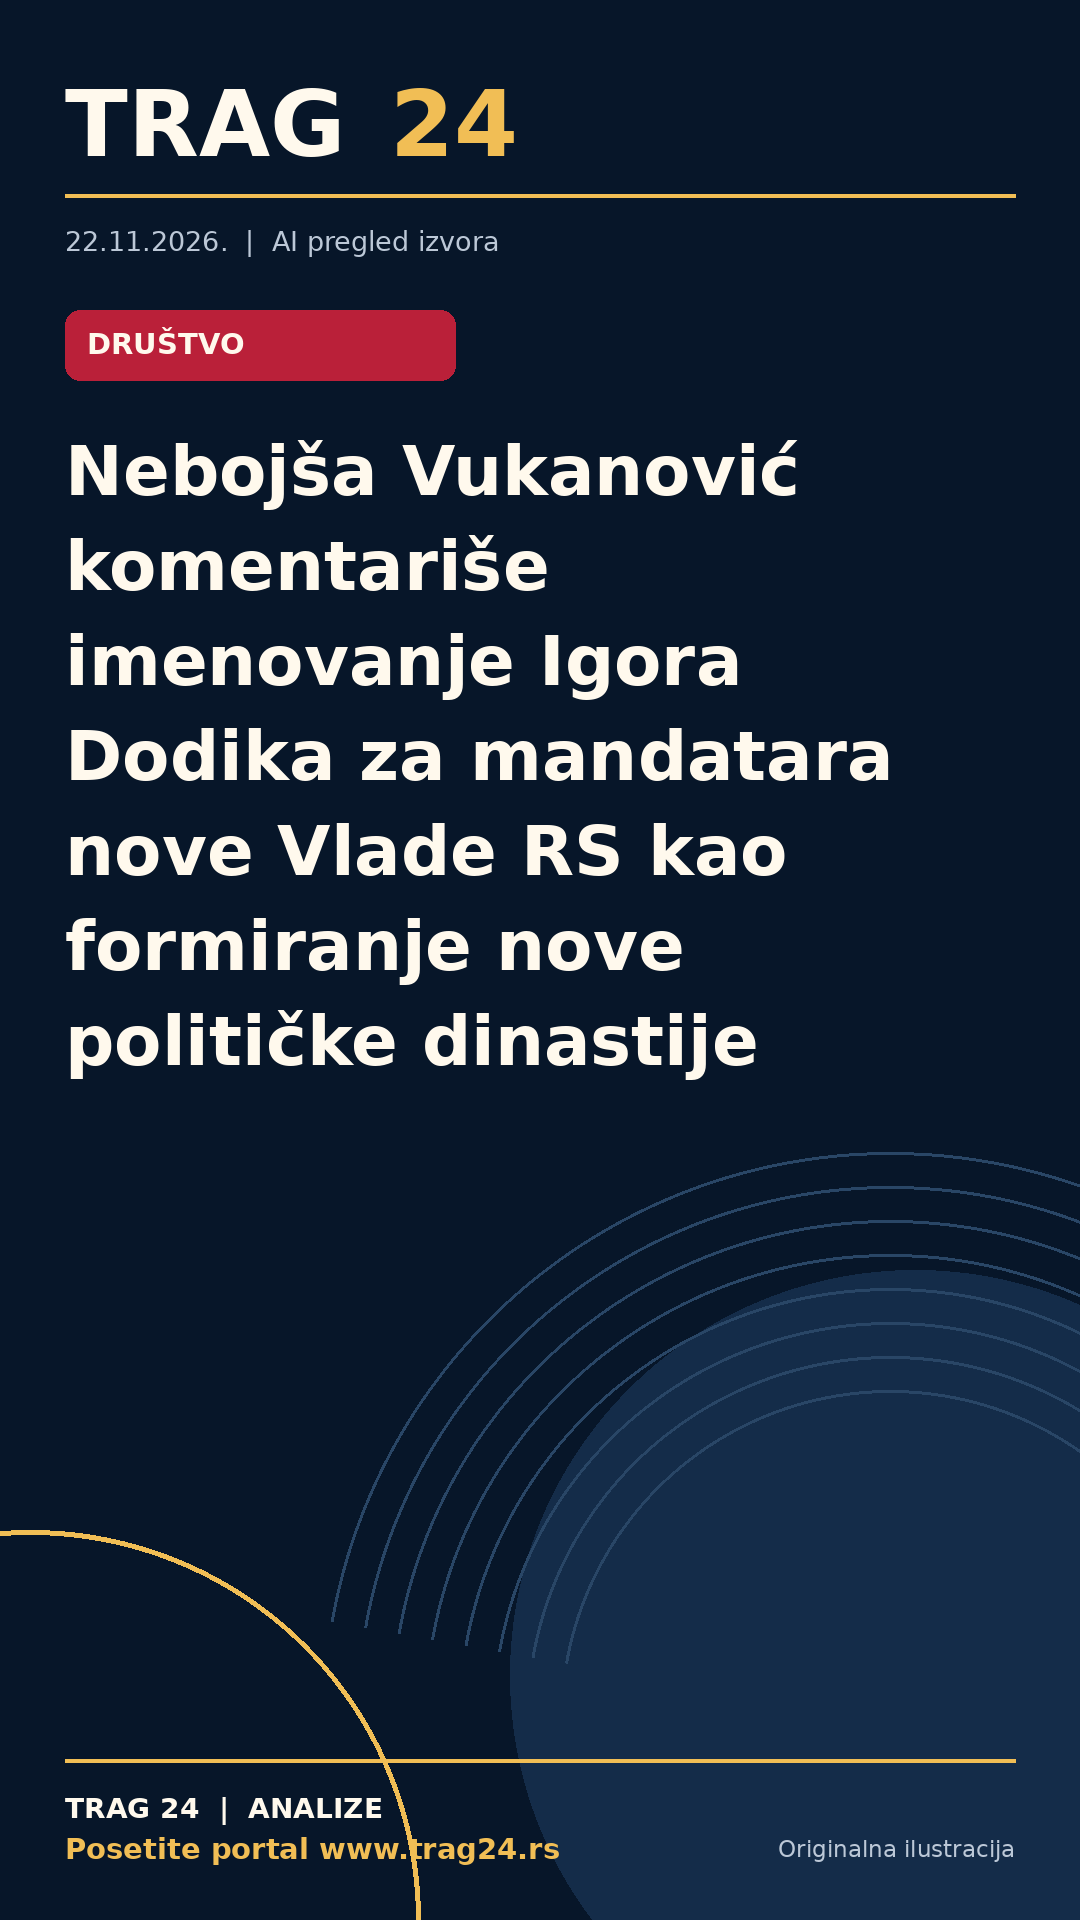 TRAG 24
22.11.2026. | AI pregled izvora
DRUŠTVO
Nebojša Vukanović
komentariše
imenovanje Igora
Dodika za mandatara
nove Vlade RS kao
formiranje nove
političke dinastije
TRAG 24 | ANALIZE
Posetite portal www.trag24.rs
Originalna ilustracija